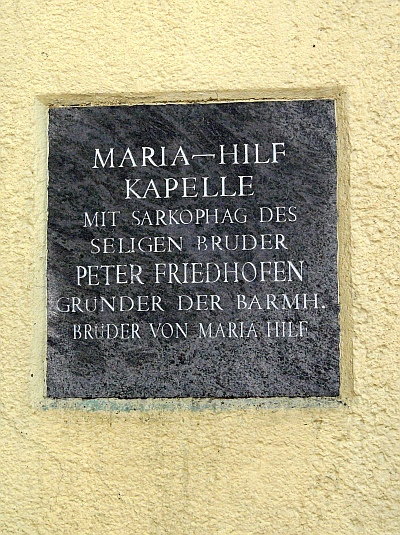 MARIA—HILF
KAPELLE
MIT SARKOPHAG DES
SELIGEN BRUDER
PETER FRIEDHOFEN
GRÜNDER DER BARMH.
BRÜDER VON MARIA HILF